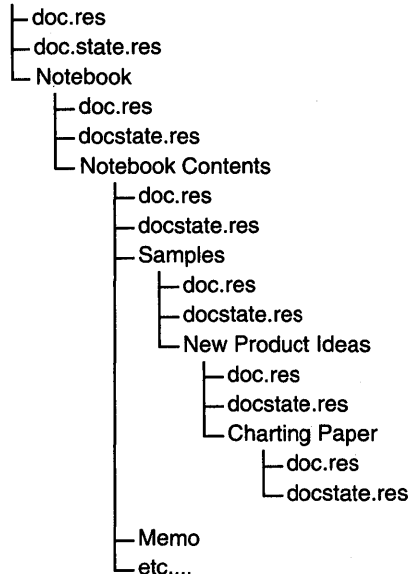 doc.res
doc.state.res
Notebook
doc.res
docstate.res
Notebook Contents
doc.res
docstate.res
Samples
doc.res
docstate.res
New Product Ideas
doc.res
docstate.res
Charting Paper
doc.res
docstate.res
Memo
etc....